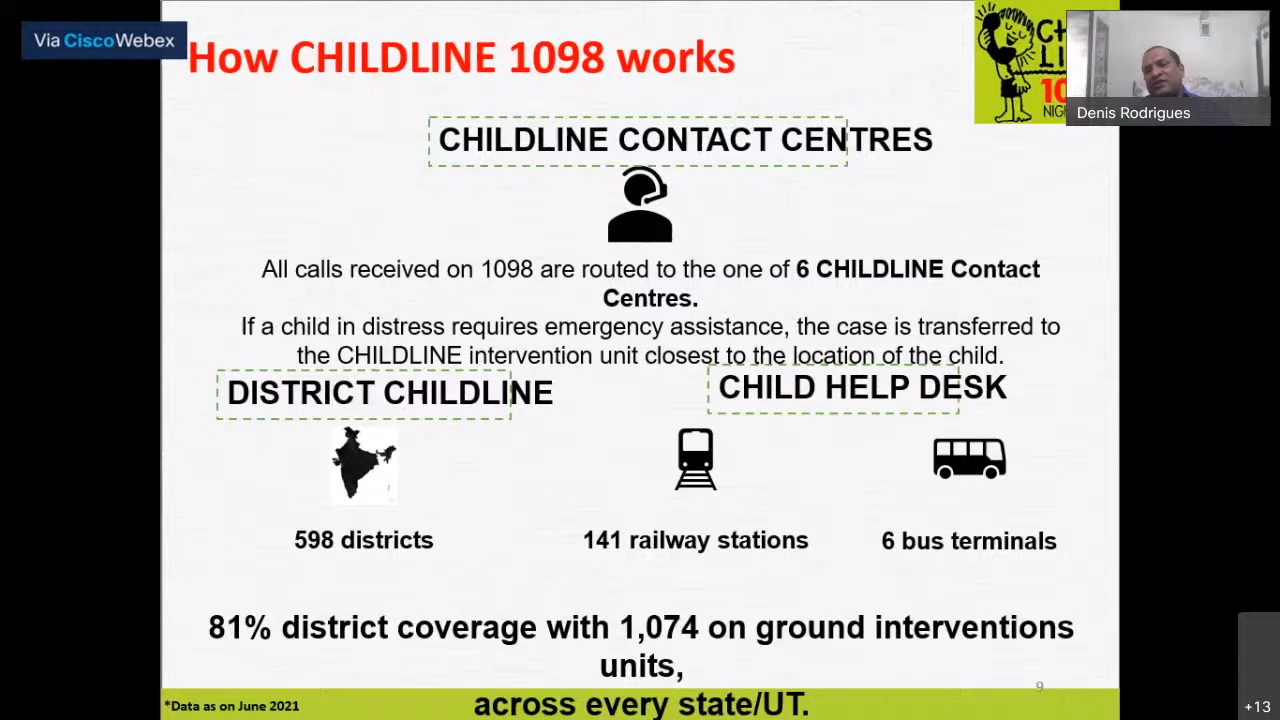 Via CiscoWebex
How CHILDLINE 1098 works
Denis Rodrigues
CHILDLINE CONTACT CENTRES
All calls received on 1098 are routed to the one of 6 CHILDLINE Contact
Centres.
If a child in distress requires emergency assistance, the case is transferred to
the CHILDLINE intervention unit closest to the location of the child.
DISTRICT CHILDLINE
CHILD HELP DESK
598 districts
141 railway stations
6 bus terminals
81% district coverage with 1,074 on ground interventions
units,
across every state/UT.
9
*Data as on June 2021
+13